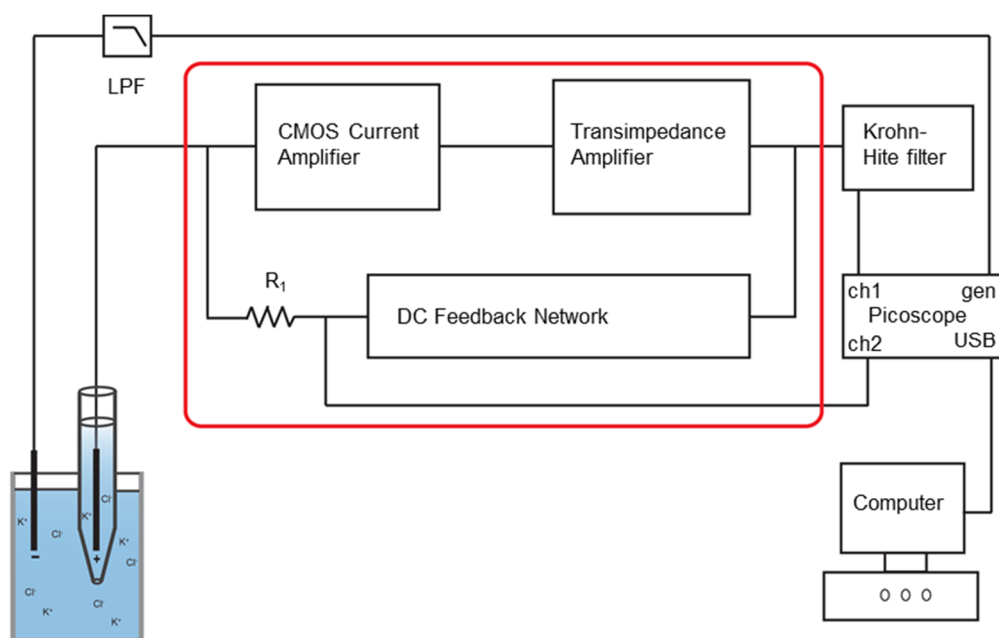 LPF
CMOS Current
Amplifier
Transimpedance
Amplifier
Krohn-
Hite filter
R₁
DC Feedback Network
ch1 gen
Picoscope
ch2 USB
Computer
Cl⁻
K⁺
K⁺
Cl⁻
K⁺
Cl⁻
-
+
Cl⁻
Cl⁻
K⁺
K⁺